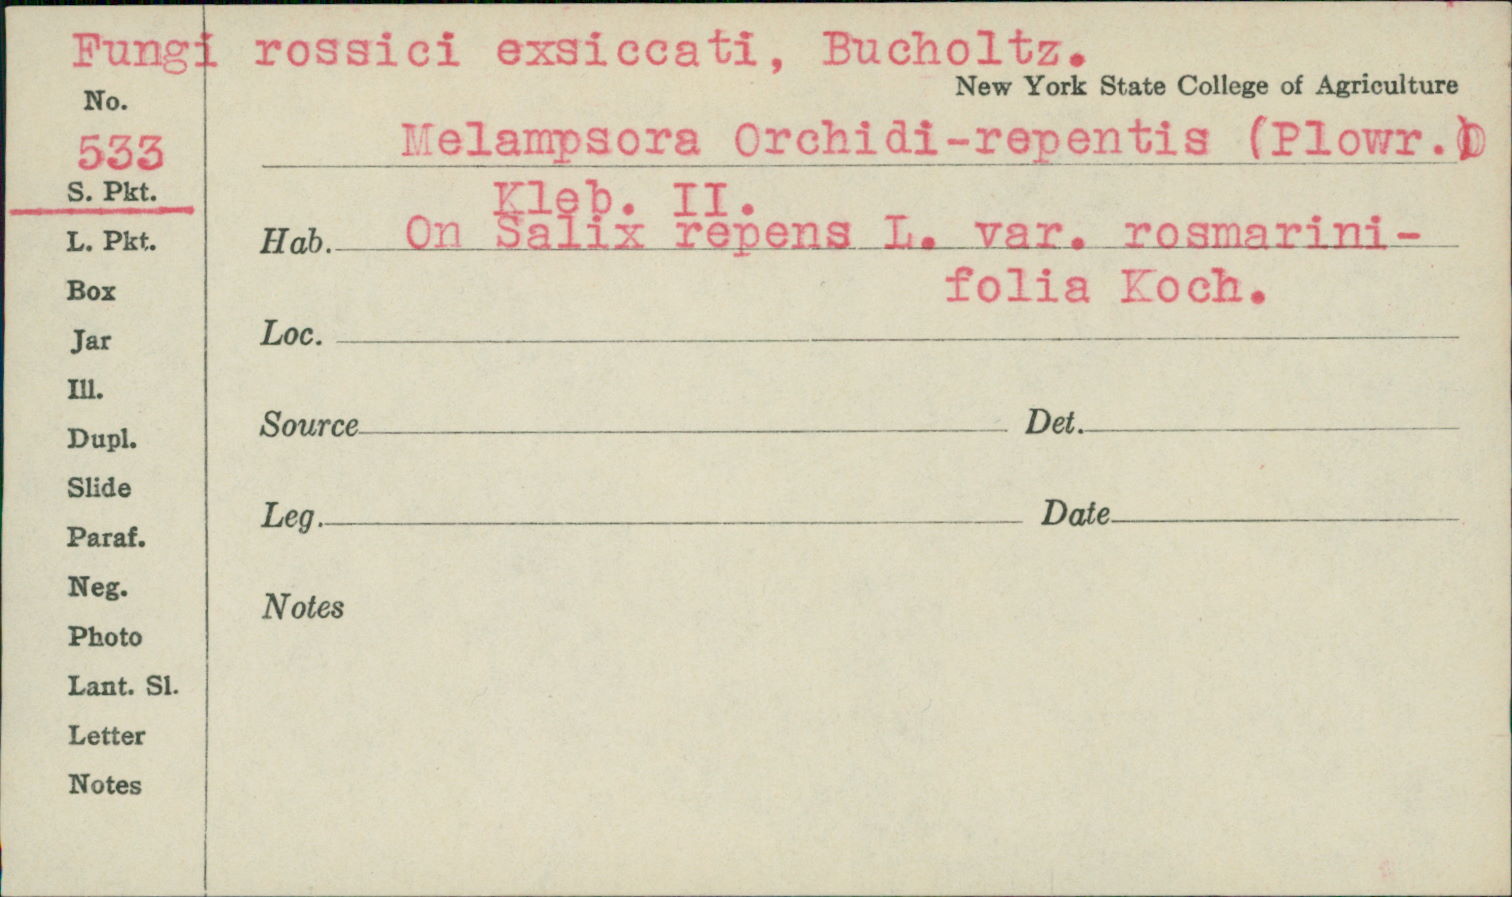 Fungi rossici exsiccati, Bucholtz.
New York State College of Agriculture
No.
533
Melampsora Orchidi-repentis (Plowr.)
Kleb. II.
S. Pkt.
Hab. On Salix repens L. var. rosmarini-
folia Koch.
L. Pkt.
Box
Loc.
Jar
Ill.
Source Det.
Dupl.
Slide
Leg. Date
Paraf.
Neg.
Notes
Photo
Lant. Sl.
Letter
Notes